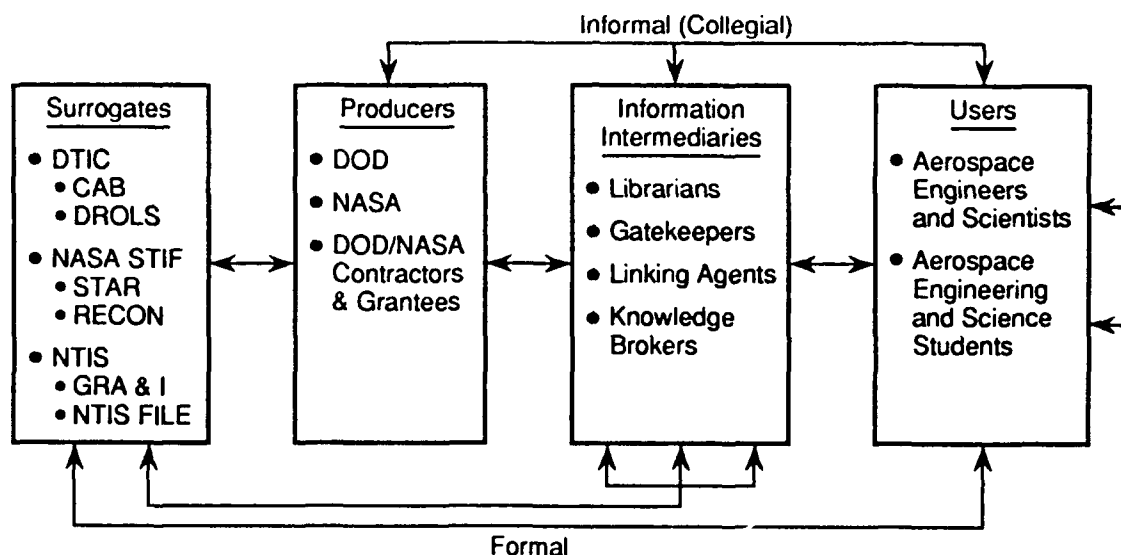 Informal (Collegial)
Surrogates
• DTIC
• CAB
• DROLS
• NASA STIF
• STAR
• RECON
• NTIS
• GRA & I
• NTIS FILE
Producers
• DOD
• NASA
• DOD/NASA
Contractors
& Grantees
Information
Intermediaries
• Librarians
• Gatekeepers
• Linking Agents
• Knowledge
Brokers
Users
• Aerospace
Engineers
and Scientists
• Aerospace
Engineering
and Science
Students
Formal